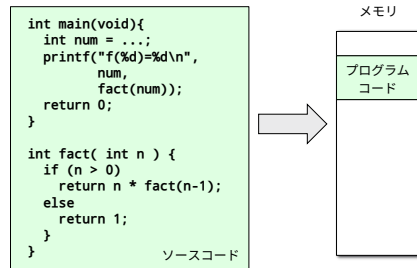 int main(void){
int num = ...;
printf("f(%d)=%d\n",
num,
fact(num));
return 0;
}
int fact( int n ) {
if (n > 0)
return n * fact(n-1);
else
return 1;
}
}
ソースコード
メモリ
プログラム
コード